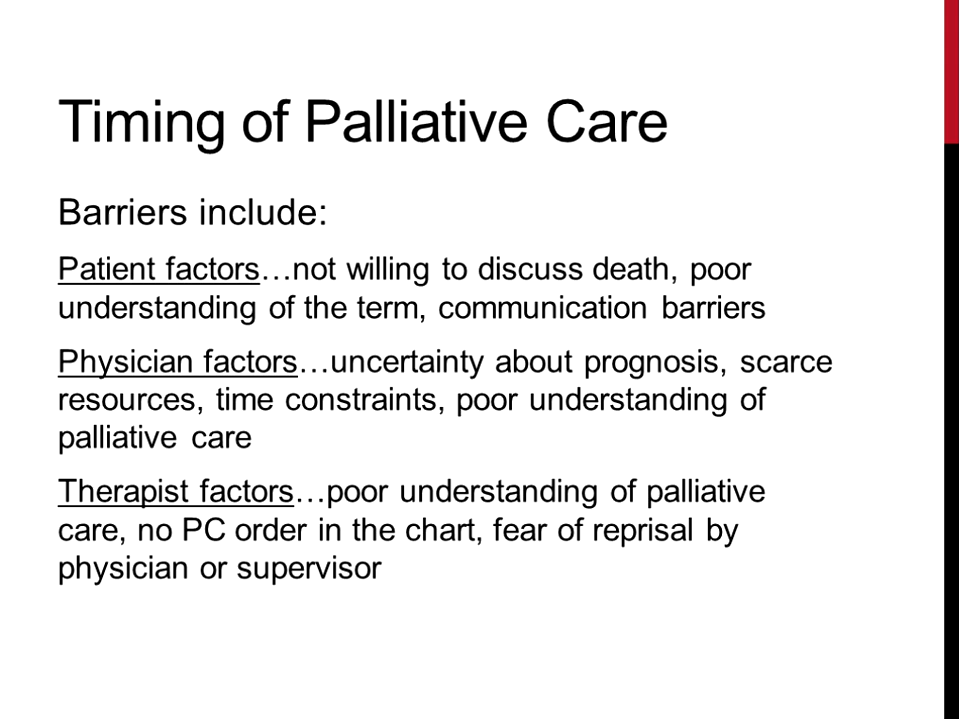 Timing of Palliative Care
Barriers include:
Patient factors…not willing to discuss death, poor
understanding of the term, communication barriers
Physician factors…uncertainty about prognosis, scarce
resources, time constraints, poor understanding of
palliative care
Therapist factors…poor understanding of palliative
care, no PC order in the chart, fear of reprisal by
physician or supervisor